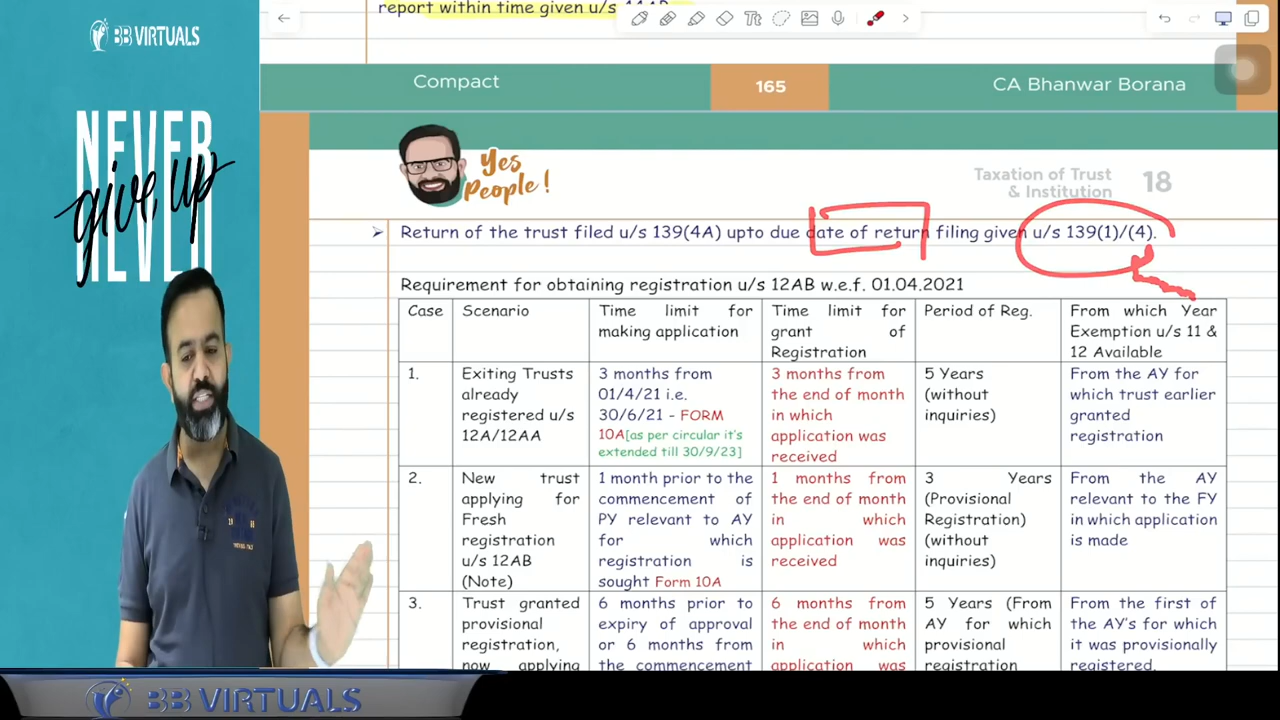 BB VIRTUALS
NEVER
give up
NEVER
report within time given u/s 44AB
Tt
Compact
165
CA Bhanwar Borana
Yes
People!
Taxation of Trust
& Institution
18
Return of the trust filed u/s 139(4A) upto due date of return filing given u/s 139(1)/(4).
Requirement for obtaining registration u/s 12AB w.e.f. 01.04.2021
Case
Scenario
Time limit for
making application
Time limit for
grant of
Registration
Period of Reg.
From which Year
Exemption u/s 11 &
12 Available
1.
Exiting Trusts
already
registered u/s
12A/12AA
3 months from
01/4/21 i.e.
30/6/21 - FORM
10A[as per circular it's
extended till 30/9/23]
3 months from
the end of month
in which
application was
received
5 Years
(without
inquiries)
From the AY for
which trust earlier
granted
registration
2.
New trust
applying for
Fresh
registration
u/s 12AB
(Note)
1 month prior to the
commencement of
PY relevant to AY
for which
registration is
sought Form 10A
1 months from
the end of month
in which
application was
received
3 Years
(Provisional
Registration)
(without
inquiries)
From the AY
relevant to the FY
in which application
is made
3.
Trust granted
provisional
registration,
now applying
6 months prior to
expiry of approval
or 6 months from
the commencement
6 months from
the end of month
in which
application was
5 Years (From
AY for which
provisional
registration
From the first of
the AY's for which
it was provisionally
registered.
BB VIRTUALS